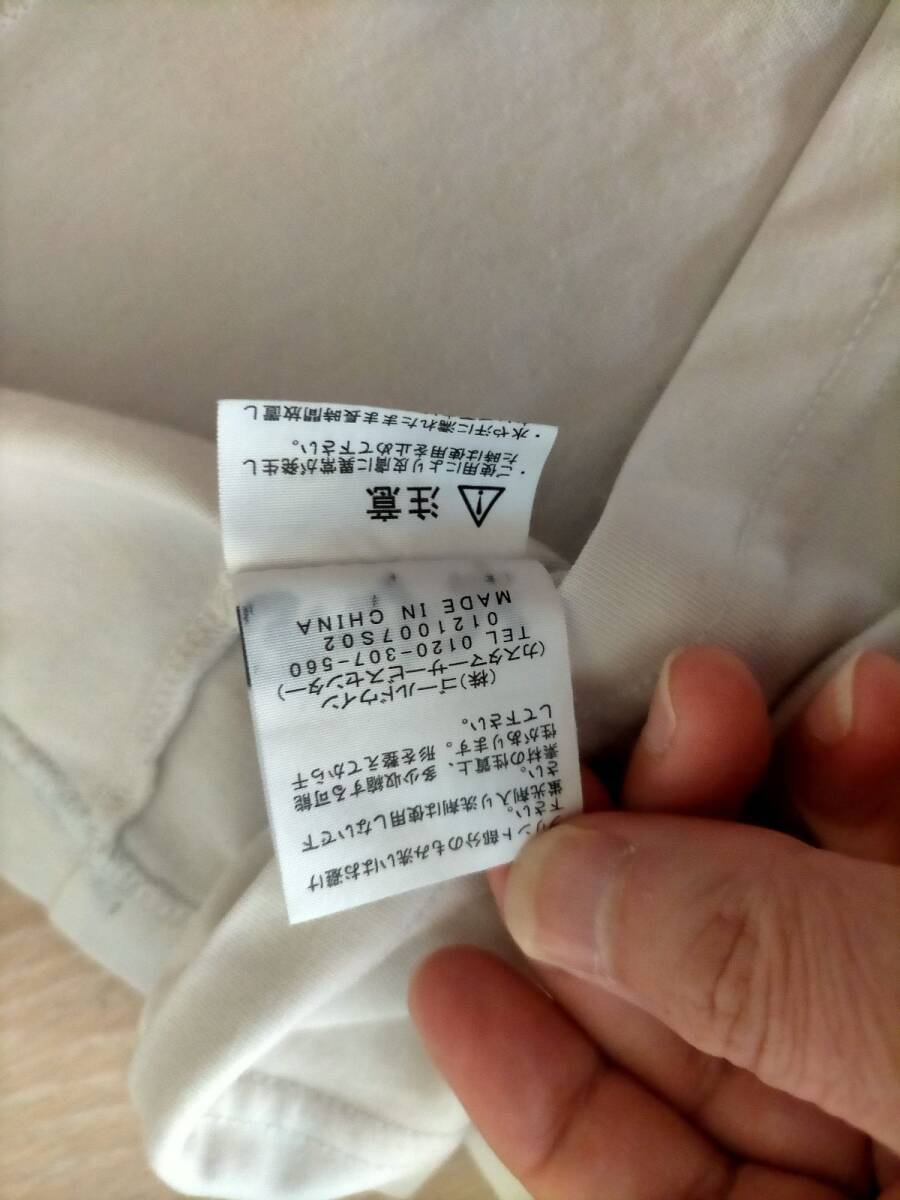 プリント部分のもみ洗いはお避け
下さい。
蛍光剤入り洗剤は使用しないで下
さい。
素材の性質上、多少収縮する可能
性があります。形を整えてから干
して下さい。
(株)ゴールドウイン
(カスタマーサービスセンター)
TEL 0120-307-560
0121007S02
MADE IN CHINA
注意
・ご使用により皮膚に異常が発生し
た時は使用を止めて下さい。
・水や汗に濡れたまま長時間放置し